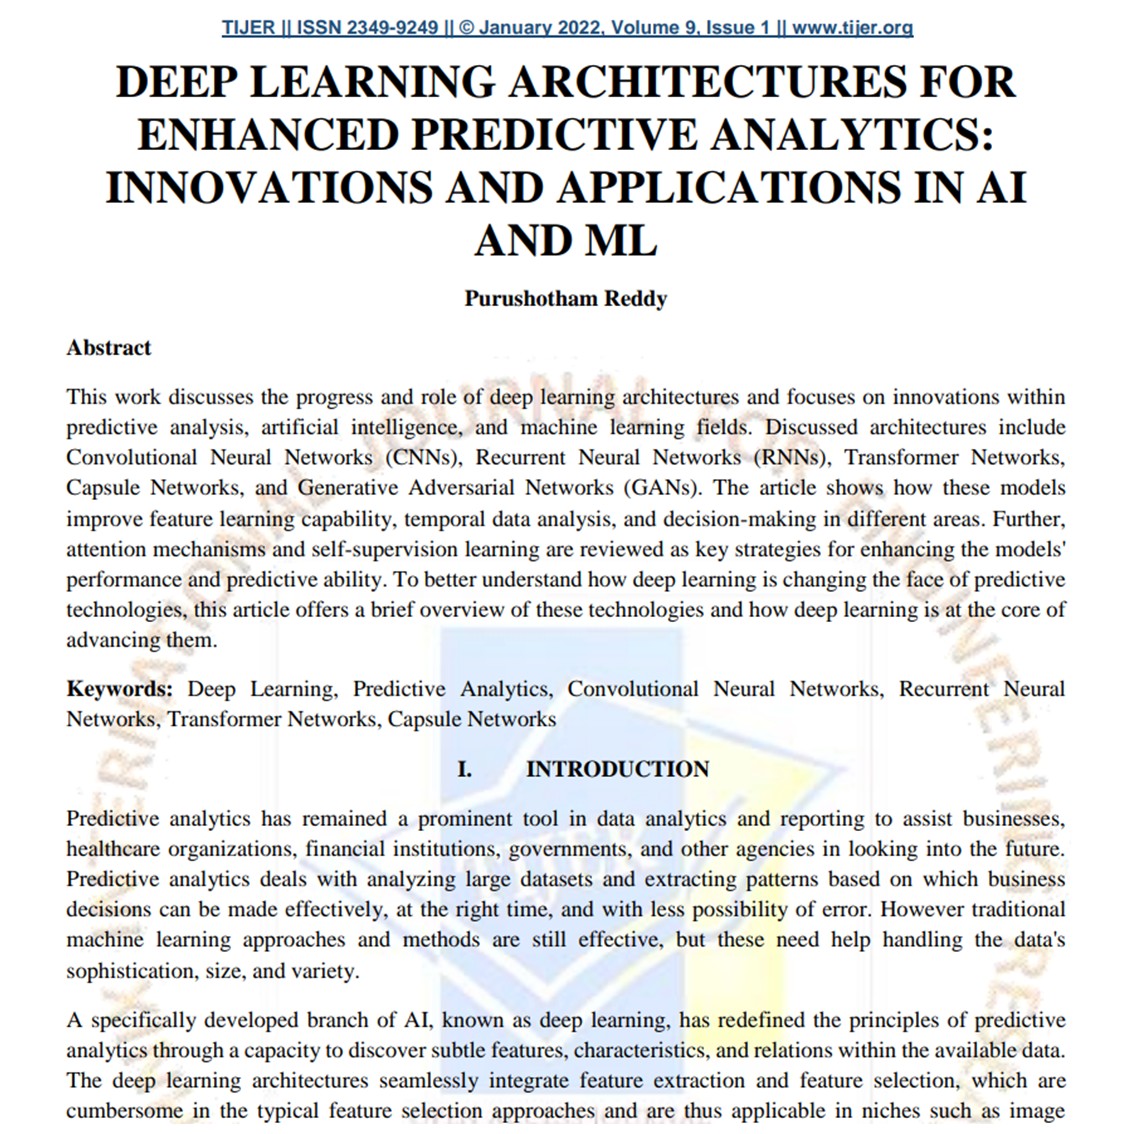 TIJER || ISSN 2349-9249 || © January 2022, Volume 9, Issue 1 || www.tijer.org
DEEP LEARNING ARCHITECTURES FOR
ENHANCED PREDICTIVE ANALYTICS:
INNOVATIONS AND APPLICATIONS IN AI
AND ML
Purushotham Reddy
Abstract
This work discusses the progress and role of deep learning architectures and focuses on innovations within
predictive analysis, artificial intelligence, and machine learning fields. Discussed architectures include
Convolutional Neural Networks (CNNs), Recurrent Neural Networks (RNNs), Transformer Networks,
Capsule Networks, and Generative Adversarial Networks (GANs). The article shows how these models
improve feature learning capability, temporal data analysis, and decision-making in different areas. Further,
attention mechanisms and self-supervision learning are reviewed as key strategies for enhancing the models'
performance and predictive ability. To better understand how deep learning is changing the face of predictive
technologies, this article offers a brief overview of these technologies and how deep learning is at the core of
advancing them.
Keywords: Deep Learning, Predictive Analytics, Convolutional Neural Networks, Recurrent Neural
Networks, Transformer Networks, Capsule Networks
I. INTRODUCTION
Predictive analytics has remained a prominent tool in data analytics and reporting to assist businesses,
healthcare organizations, financial institutions, governments, and other agencies in looking into the future.
Predictive analytics deals with analyzing large datasets and extracting patterns based on which business
decisions can be made effectively, at the right time, and with less possibility of error. However traditional
machine learning approaches and methods are still effective, but these need help handling the data's
sophistication, size, and variety.
A specifically developed branch of AI, known as deep learning, has redefined the principles of predictive
analytics through a capacity to discover subtle features, characteristics, and relations within the available data.
The deep learning architectures seamlessly integrate feature extraction and feature selection, which are
cumbersome in the typical feature selection approaches and are thus applicable in niches such as image
INTERNATIONAL JOURNAL FOR ENGINEERING